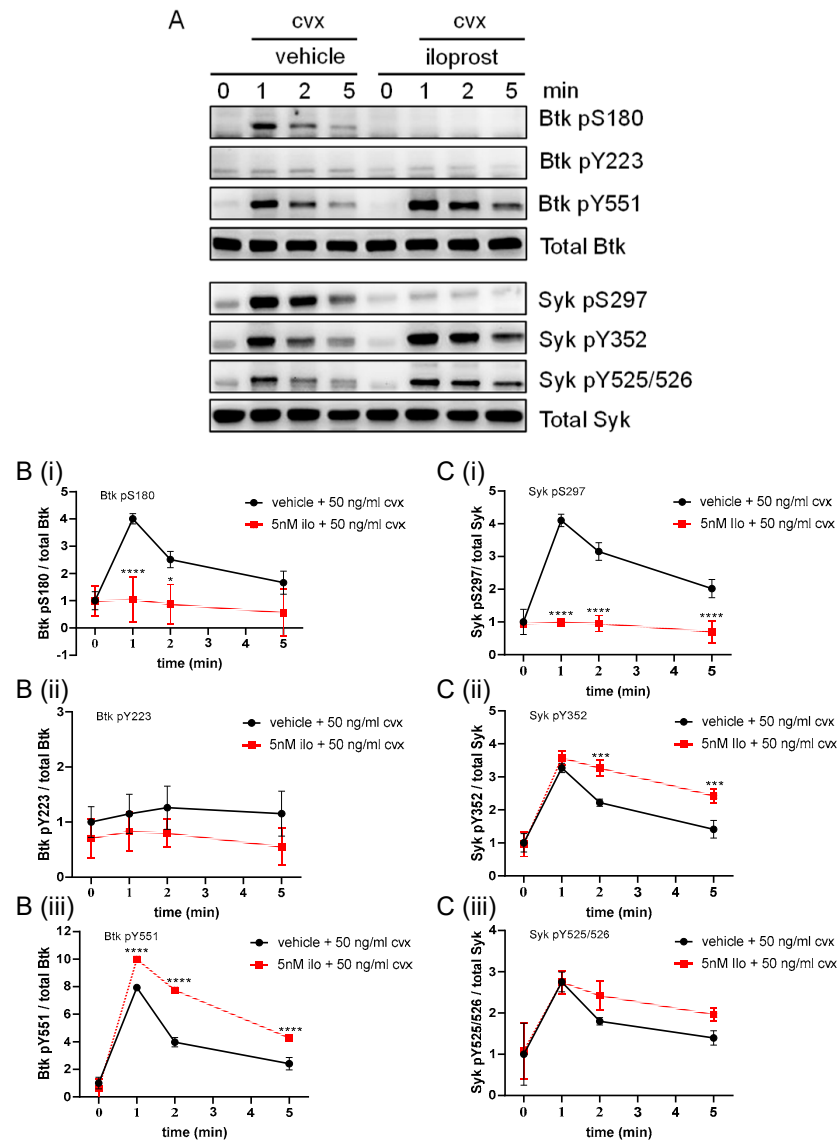 A
cvx cvx
vehicle iloprost
0 1 2 5 0 1 2 5 min
Btk pS180
Btk pY223
Btk pY551
Total Btk
Syk pS297
Syk pY352
Syk pY525/526
Total Syk
B (i)
Btk pS180
vehicle + 50 ng/ml cvx
5nM ilo + 50 ng/ml cvx
Btk pS180 / total Btk
5
4
3
2
1
0
-1
**** *
0 1 2 3 4 5
time (min)
C (i)
Syk pS297
vehicle + 50 ng/ml cvx
5nM Ilo + 50 ng/ml cvx
Syk pS297/ total Syk
5
4
3
2
1
0
**** **** ****
0 1 2 3 4 5
time (min)
B (ii)
Btk pY223
vehicle + 50 ng/ml cvx
5nM ilo + 50 ng/ml cvx
Btk pY223 / total Btk
3
2
1
0
0 1 2 3 4 5
time (min)
C (ii)
Syk pY352
vehicle + 50 ng/ml cvx
5nM Ilo + 50 ng/ml cvx
Syk pY352 / total Syk
5
4
3
2
1
0
*** ***
0 1 2 3 4 5
time (min)
B (iii)
Btk pY551
vehicle + 50 ng/ml cvx
5nM ilo + 50 ng/ml cvx
Btk pY551 / total Btk
12
10
8
6
4
2
0
**** **** ****
0 1 2 3 4 5
time (min)
C (iii)
Syk pY525/526
vehicle + 50 ng/ml cvx
5nM Ilo + 50 ng/ml cvx
Syk pY525/526 / total Syk
4
3
2
1
0
0 1 2 3 4 5
time (min)